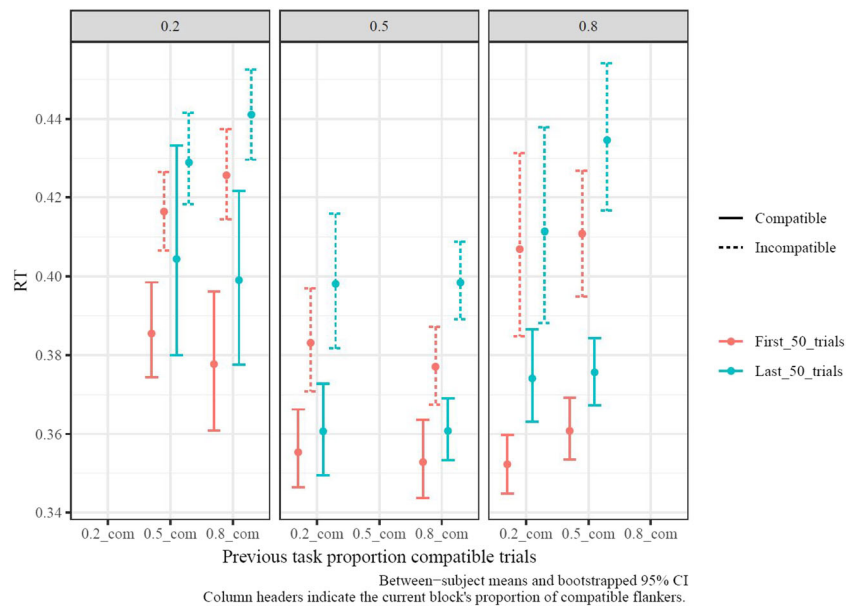 0.2 0.5 0.8
0.44
0.42
0.40
0.38
0.36
0.34
RT
0.2_com 0.5_com 0.8_com 0.2_com 0.5_com 0.8_com 0.2_com 0.5_com 0.8_com
Previous task proportion compatible trials
Between−subject means and bootstrapped 95% CI
Column headers indicate the current block's proportion of compatible flankers.
Compatible
Incompatible
First_50_trials
Last_50_trials